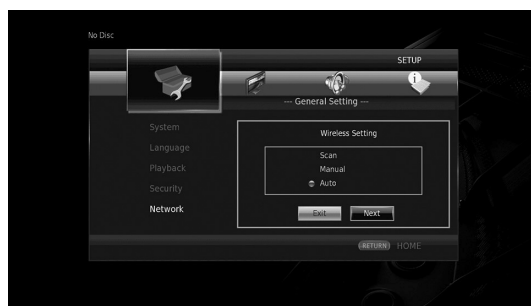 No Disc
SETUP
--- General Setting ---
System
Language
Playback
Security
Network
Wireless Setting
Scan
Manual
Auto
Exit Next
RETURN HOME